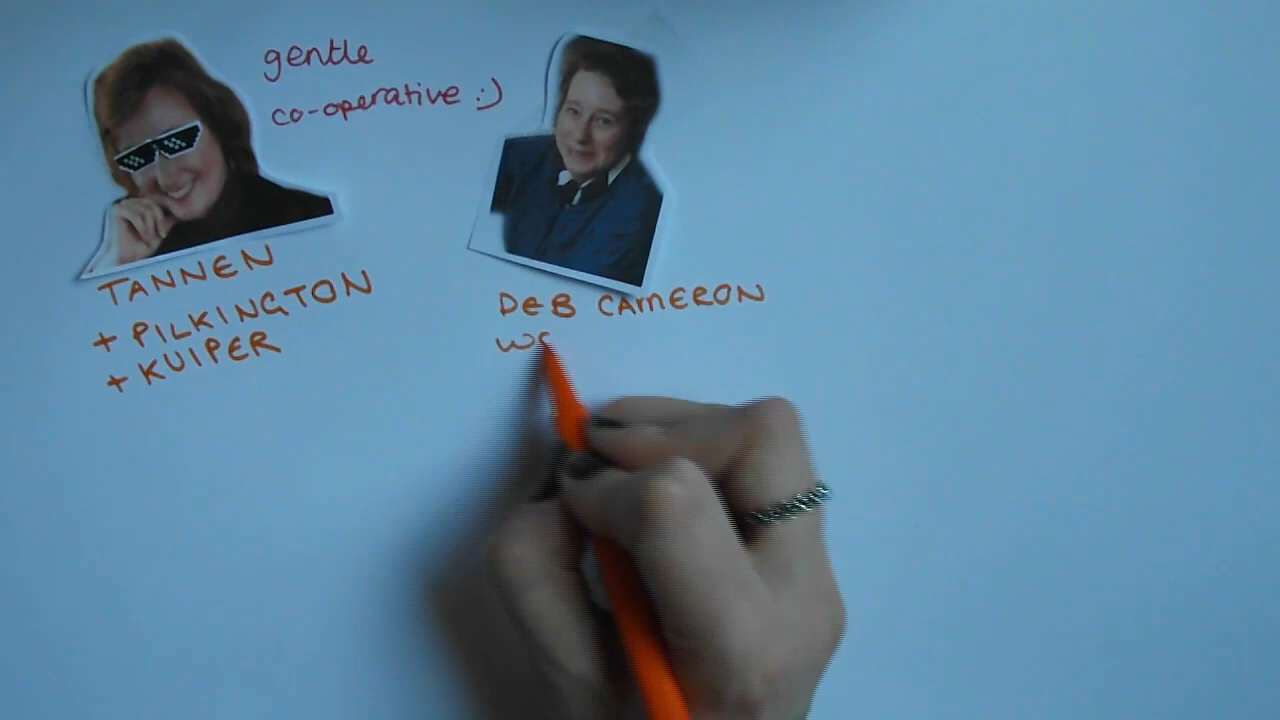 gentle
co-operative :)
TANNEN
+ PILKINGTON
+ KUIPER
DEB CAMERON